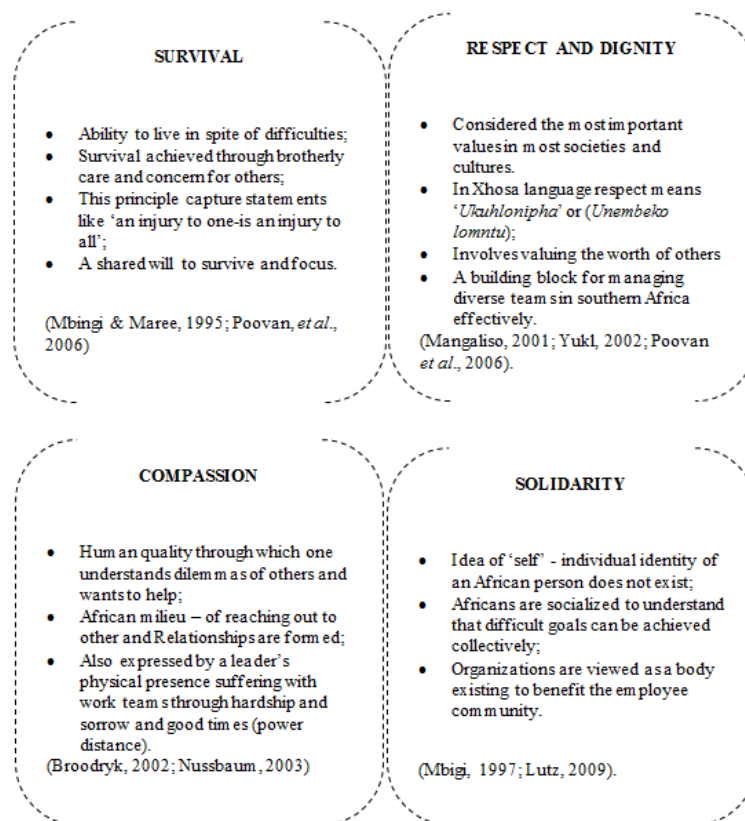 SURVIVAL
• Ability to live in spite of difficulties;
• Survival achieved through brotherly
care and concern for others;
• This principle capture statements
like ‘an injury to one-is an injury to
all’;
• A shared will to survive and focus.
(Mbingi & Maree, 1995; Poovan, et al.,
2006)
RESPECT AND DIGNITY
• Considered the most important
values in most societies and
cultures.
• In Xhosa language respect means
‘Ukuhlonipha’ or (Unembeko
lomntu);
• Involves valuing the worth of others
• A building block for managing
diverse teams in southern Africa
effectively.
(Mangaliso, 2001; Yukl, 2002; Poovan
et al., 2006).
COMPASSION
• Human quality through which one
understands dilemmas of others and
wants to help;
• African milieu – of reaching out to
other and Relationships are formed;
• Also expressed by a leader’s
physical presence suffering with
work teams through hardship and
sorrow and good times (power
distance).
(Broodryk, 2002; Nussbaum, 2003)
SOLIDARITY
• Idea of ‘self’ - individual identity of
an African person does not exist;
• Africans are socialized to understand
that difficult goals can be achieved
collectively;
• Organizations are viewed as a body
existing to benefit the employee
community.
(Mbigi, 1997; Lutz, 2009).